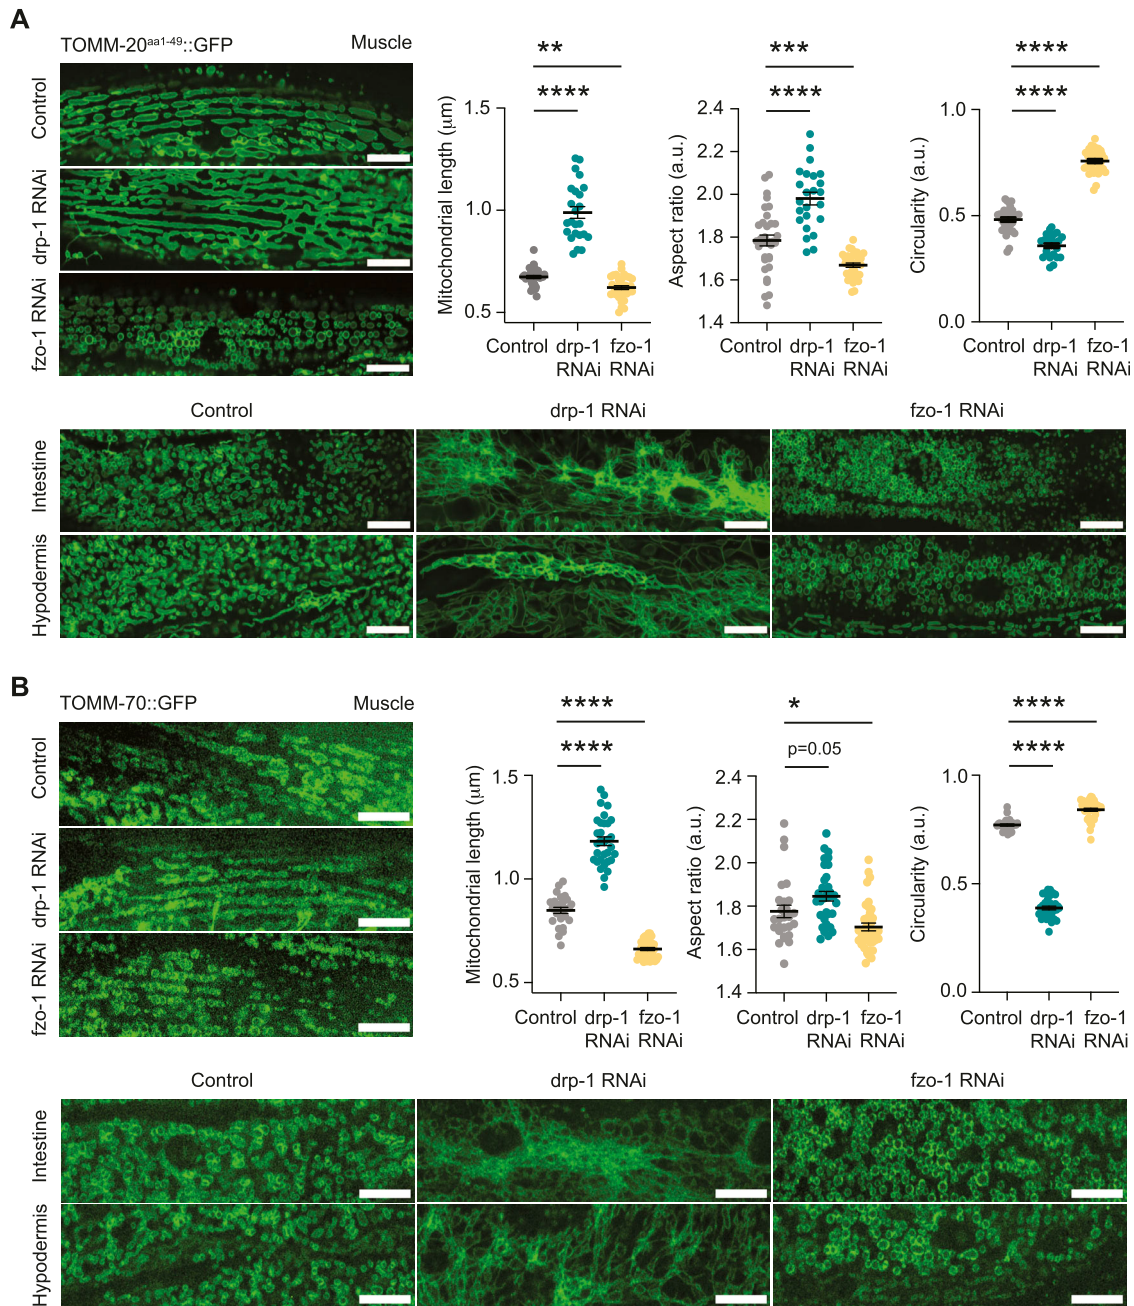 A
TOMM-20aa1-49::GFP Muscle
Control
drp-1 RNAi
fzo-1 RNAi
**
****
Mitochondrial length (μm)
1.5
1.0
0.5
Control drp-1 RNAi fzo-1 RNAi
***
****
Aspect ratio (a.u.)
2.4
2.2
2.0
1.8
1.6
1.4
Control drp-1 RNAi fzo-1 RNAi
****
****
Circularity (a.u.)
1.0
0.5
0.0
Control drp-1 RNAi fzo-1 RNAi
Control drp-1 RNAi fzo-1 RNAi
Intestine
Hypodermis
B
TOMM-70::GFP Muscle
Control
drp-1 RNAi
fzo-1 RNAi
****
****
Mitochondrial length (μm)
1.5
1.0
0.5
Control drp-1 RNAi fzo-1 RNAi
*
p=0.05
Aspect ratio (a.u.)
2.4
2.2
2.0
1.8
1.6
1.4
Control drp-1 RNAi fzo-1 RNAi
****
****
Circularity (a.u.)
1.0
0.5
0.0
Control drp-1 RNAi fzo-1 RNAi
Control drp-1 RNAi fzo-1 RNAi
Intestine
Hypodermis